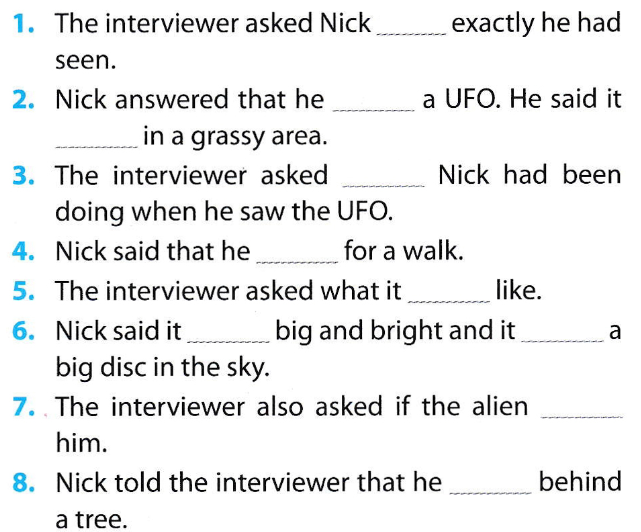 1. The interviewer asked Nick ______ exactly he had
seen.
2. Nick answered that he ______ a UFO. He said it
______ in a grassy area.
3. The interviewer asked ______ Nick had been
doing when he saw the UFO.
4. Nick said that he ______ for a walk.
5. The interviewer asked what it ______ like.
6. Nick said it ______ big and bright and it ______ a
big disc in the sky.
7. The interviewer also asked if the alien ______
him.
8. Nick told the interviewer that he ______ behind
a tree.